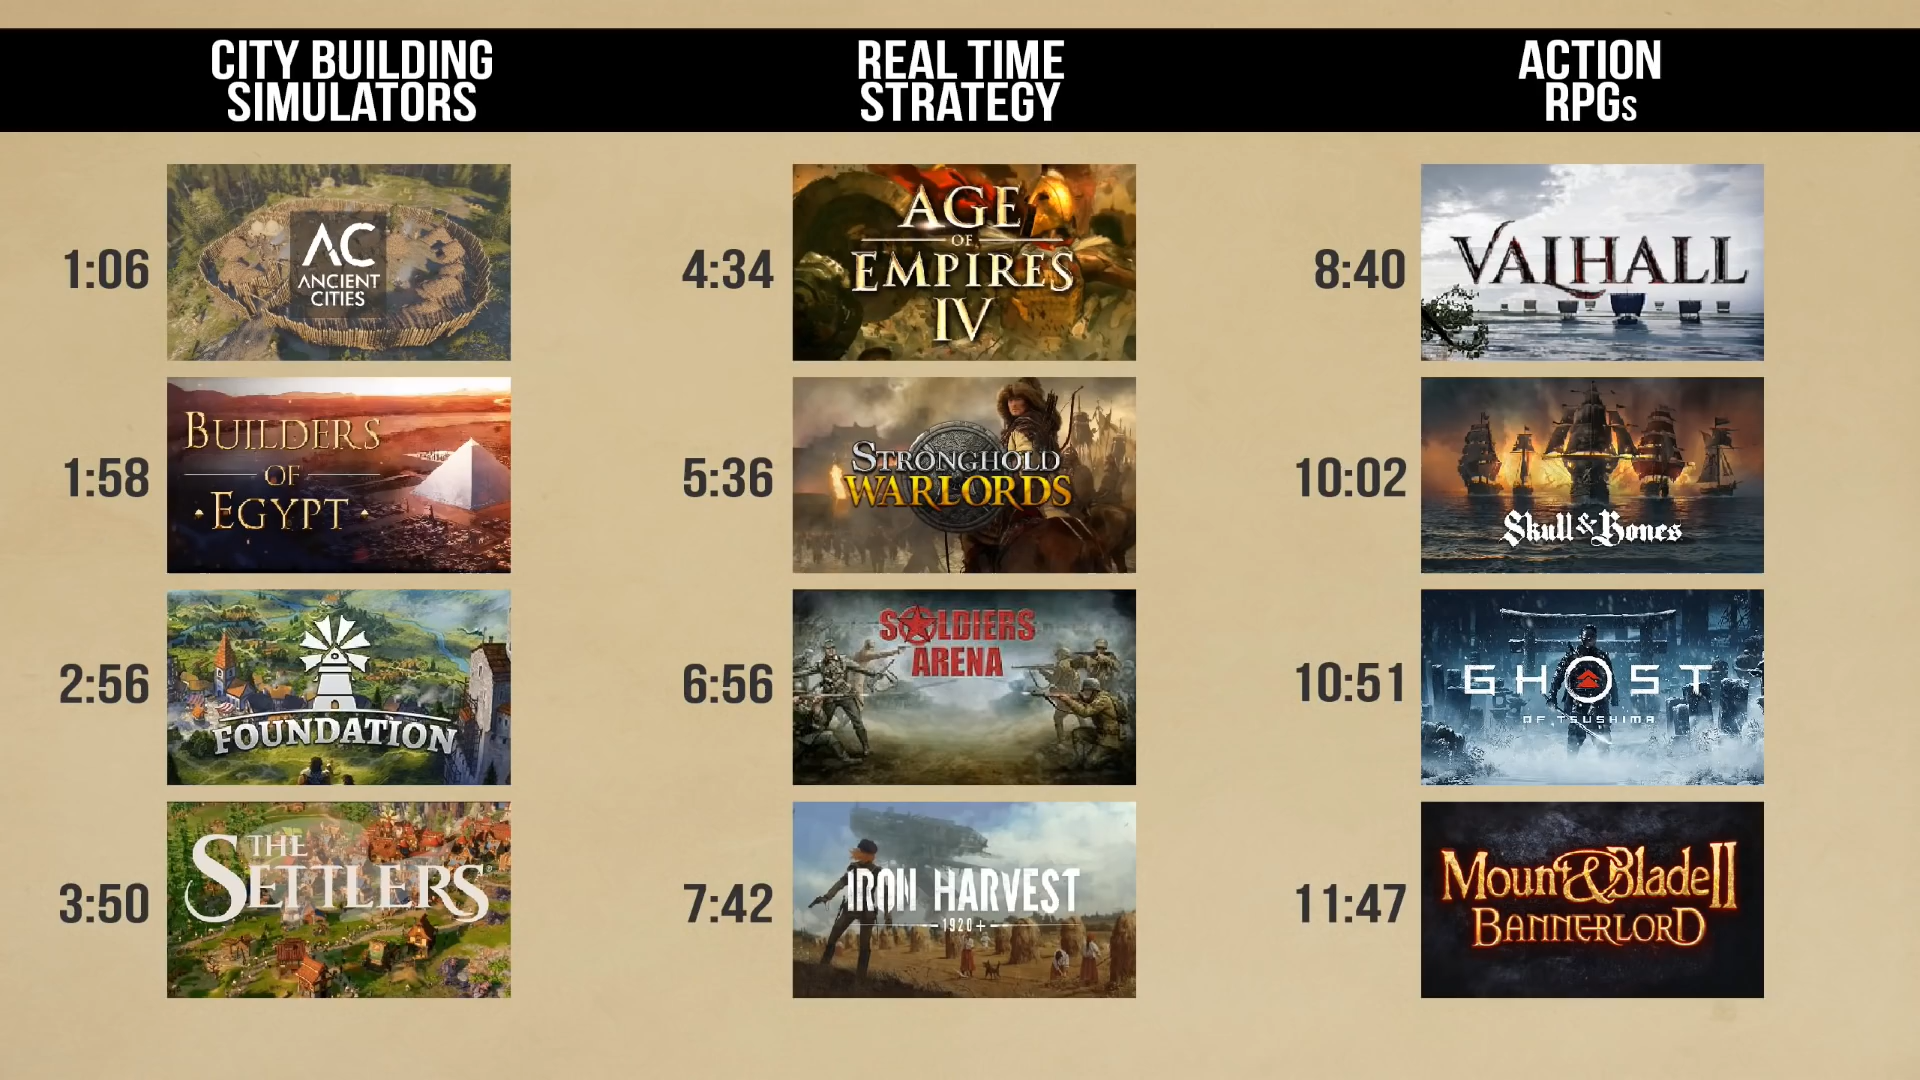 CITY BUILDING
SIMULATORS
REAL TIME
STRATEGY
ACTION
RPGs
1:06
AC
ANCIENT
CITIES
1:58
BUILDERS
OF
EGYPT
2:56
FOUNDATION
3:50
THE
SETTLERS
4:34
AGE
OF
EMPIRES
IV
5:36
STRONGHOLD
WARLORDS
6:56
SOLDIERS
ARENA
7:42
IRON HARVEST
1920+
8:40
VALHALL
10:02
Skull & Bones
10:51
GHOST
OF TSUSHIMA
11:47
Mount & Blade II
BANNERLORD